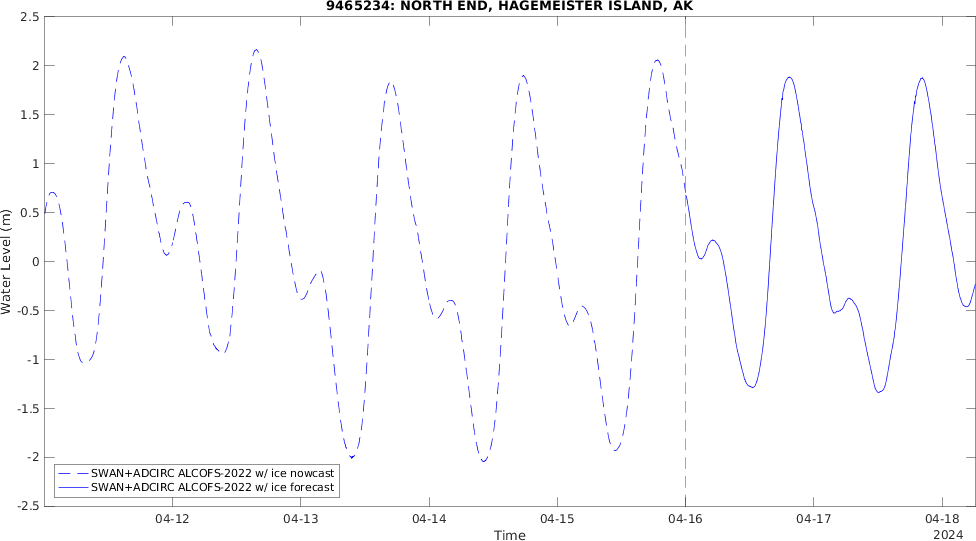 9465234: NORTH END, HAGEMEISTER ISLAND, AK
2.5
2
1.5
1
0.5
0
-0.5
-1
-1.5
-2
-2.5
Water Level (m)
SWAN+ADCIRC ALCOFS-2022 w/ ice nowcast
SWAN+ADCIRC ALCOFS-2022 w/ ice forecast
04-12 04-13 04-14 04-15 04-16 04-17 04-18
Time
2024